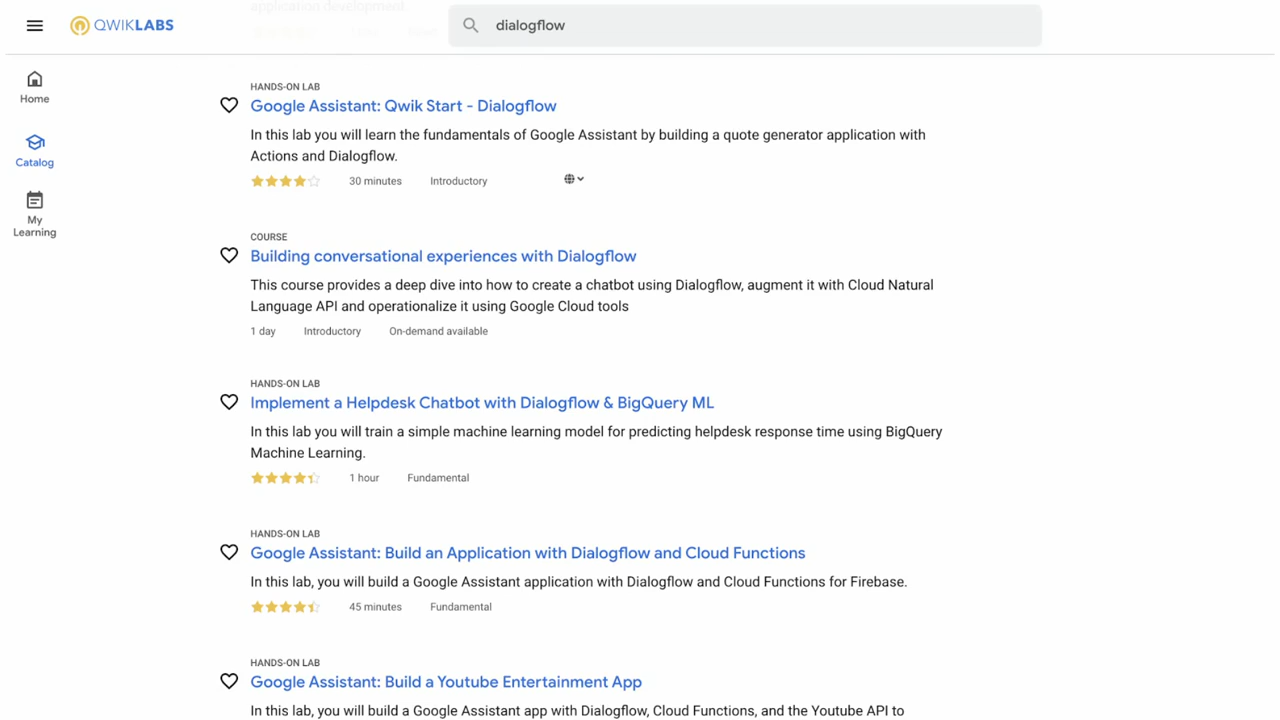 application development
QWIKLABS
dialogflow
Home
Catalog
My
Learning
HANDS-ON LAB
Google Assistant: Qwik Start - Dialogflow
In this lab you will learn the fundamentals of Google Assistant by building a quote generator application with
Actions and Dialogflow.
30 minutes Introductory
COURSE
Building conversational experiences with Dialogflow
This course provides a deep dive into how to create a chatbot using Dialogflow, augment it with Cloud Natural
Language API and operationalize it using Google Cloud tools
1 day Introductory On-demand available
HANDS-ON LAB
Implement a Helpdesk Chatbot with Dialogflow & BigQuery ML
In this lab you will train a simple machine learning model for predicting helpdesk response time using BigQuery
Machine Learning.
1 hour Fundamental
HANDS-ON LAB
Google Assistant: Build an Application with Dialogflow and Cloud Functions
In this lab, you will build a Google Assistant application with Dialogflow and Cloud Functions for Firebase.
45 minutes Fundamental
HANDS-ON LAB
Google Assistant: Build a Youtube Entertainment App
In this lab, you will build a Google Assistant app with Dialogflow, Cloud Functions, and the Youtube API to